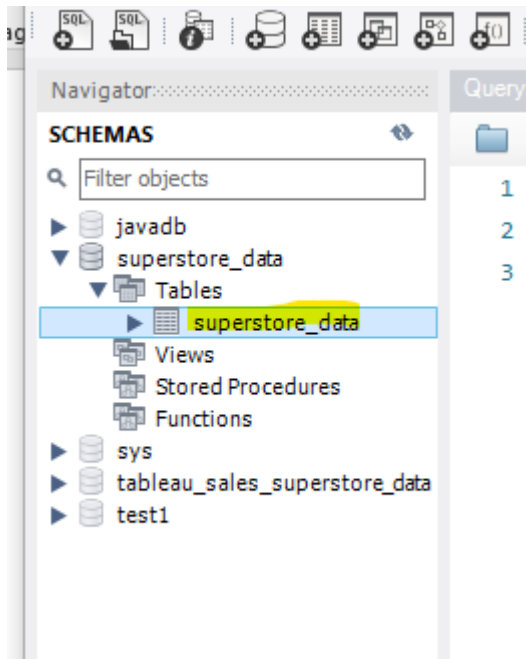 ag
SQL SQL f()
Navigator
Query
SCHEMAS
Filter objects
1
javadb
2
superstore_data
3
Tables
superstore_data
Views
Stored Procedures
Functions
sys
tableau_sales_superstore_data
test1